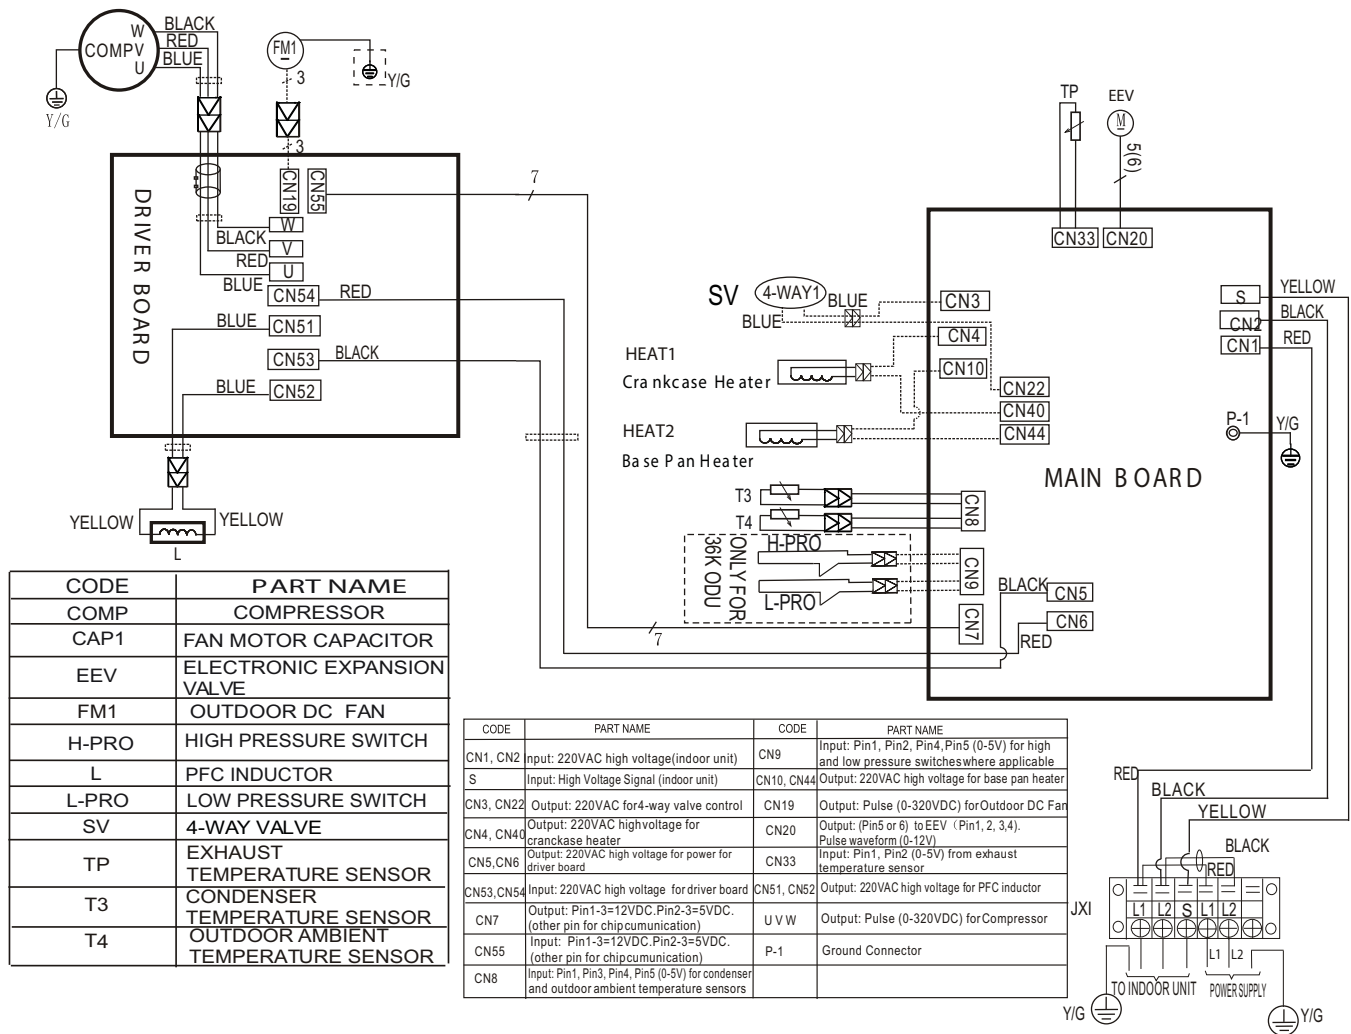 BLACK
RED
BLUE
W
COMP V
U
Y/G
FM1
3
Y/G
3
DRIVER BOARD
CN19
CN55
7
W
BLACK
V
RED
U
BLUE
CN54
RED
BLUE
CN51
CN53
BLACK
BLUE
CN52
YELLOW
YELLOW
L
TP
EEV
M
5(6)
CN33
CN20
SV
4-WAY1
BLUE
BLUE
CN3
CN4
HEAT1
Crankcase Heater
CN10
CN22
CN40
HEAT2
CN44
Base Pan Heater
S
YELLOW
CN2
BLACK
CN1
RED
P-1
Y/G
MAIN BOARD
T3
T4
CN8
ONLY FOR
36K ODU
H-PRO
L-PRO
CN9
BLACK
CN5
CN7
CN6
RED
7
CODE PART NAME
COMP COMPRESSOR
CAP1 FAN MOTOR CAPACITOR
EEV ELECTRONIC EXPANSION
VALVE
FM1 OUTDOOR DC FAN
H-PRO HIGH PRESSURE SWITCH
L PFC INDUCTOR
L-PRO LOW PRESSURE SWITCH
SV 4-WAY VALVE
TP EXHAUST
TEMPERATURE SENSOR
T3 CONDENSER
TEMPERATURE SENSOR
T4 OUTDOOR AMBIENT
TEMPERATURE SENSOR
CODE PART NAME CODE PART NAME
CN1, CN2 Input: 220VAC high voltage(indoor unit) CN9 Input: Pin1, Pin2, Pin4,Pin5 (0-5V) for high
and low pressure switches where applicable
S Input: High Voltage Signal (indoor unit) CN10, CN44 Output: 220VAC high voltage for base pan heater
CN3, CN22 Output: 220VAC for4-way valve control CN19 Output: Pulse (0-320VDC) for Outdoor DC Fan
CN4, CN40 Output: 220VAC highvoltage for
cranckase heater
CN20 Output: (Pin5 or 6) to EEV (Pin1, 2, 3,4).
Pulse waveform (0-12V)
CN5,CN6 Output: 220VAC high voltage for power for
driver board
CN33 Input: Pin1, Pin2 (0-5V) from exhaust
temperature sensor
CN53,CN54 Input: 220VAC high voltage for driver board CN51, CN52 Output: 220VAC high voltage for PFC inductor
CN7 Output: Pin1-3=12VDC.Pin2-3=5VDC.
(other pin for chipcumunication)
U V W Output: Pulse (0-320VDC) for Compressor
CN55 Input: Pin1-3=12VDC.Pin2-3=5VDC.
(other pin for chipcumunication)
P-1 Ground Connector
CN8 Input: Pin1, Pin3, Pin4, Pin5 (0-5V) for condenser
and outdoor ambient temperature sensors
RED
BLACK
YELLOW
BLACK
RED
JXI
L1 L2 S L1 L2
L1 L2
TO INDOOR UNIT
POWER SUPPLY
Y/G
Y/G